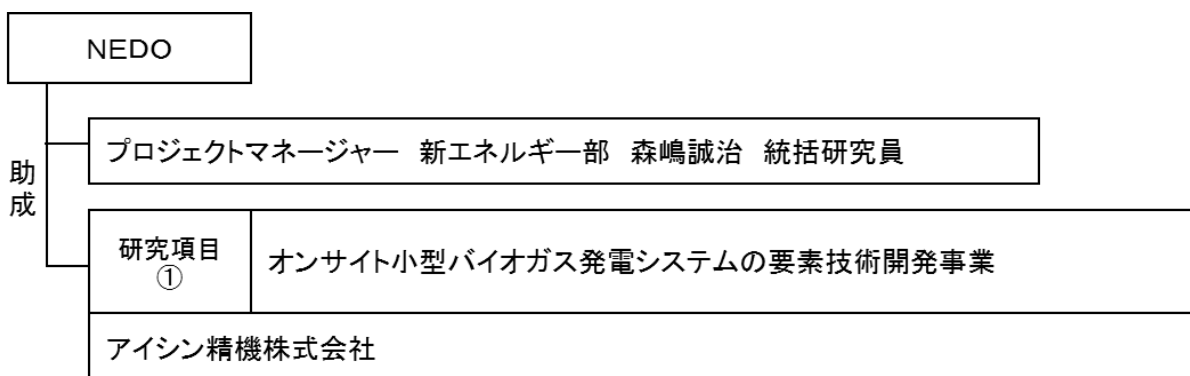 NEDO
助成
プロジェクトマネージャー 新エネルギー部 森嶋誠治 統括研究員
研究項目
①
オンサイト小型バイオガス発電システムの要素技術開発事業
アイシン精機株式会社